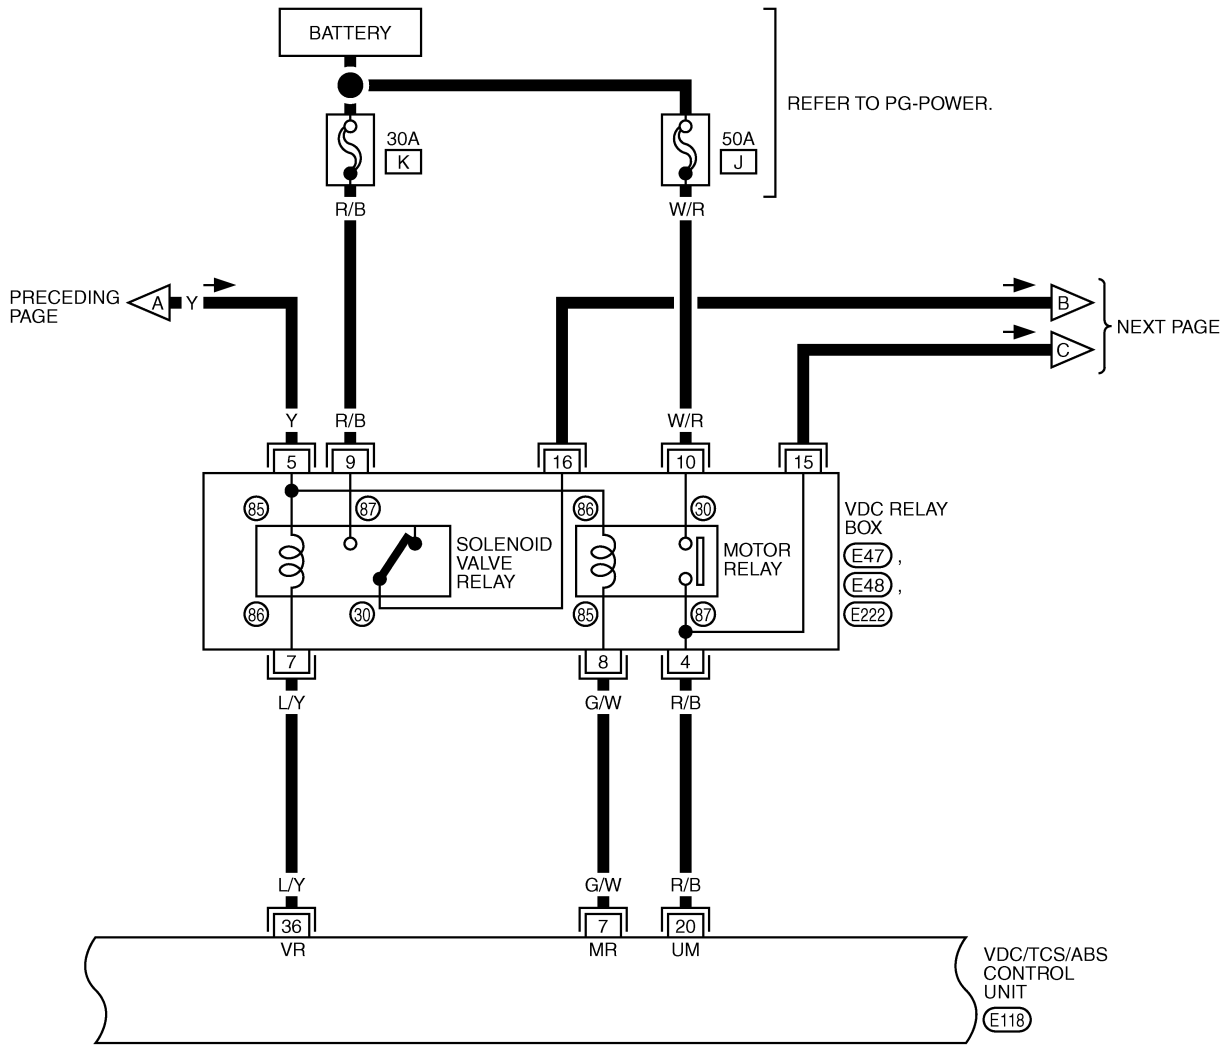 BATTERY
REFER TO PG-POWER.
30A
K
50A
J
R/B
W/R
PRECEDING
PAGE
A
Y
B
C
NEXT PAGE
Y
R/B
W/R
5
9
16
10
15
85
87
86
30
VDC RELAY
BOX
E47 ,
E48 ,
E222
SOLENOID
VALVE
RELAY
MOTOR
RELAY
86
30
85
87
7
8
4
L/Y
G/W
R/B
L/Y
G/W
R/B
36
7
20
VR
MR
UM
VDC/TCS/ABS
CONTROL
UNIT
E118